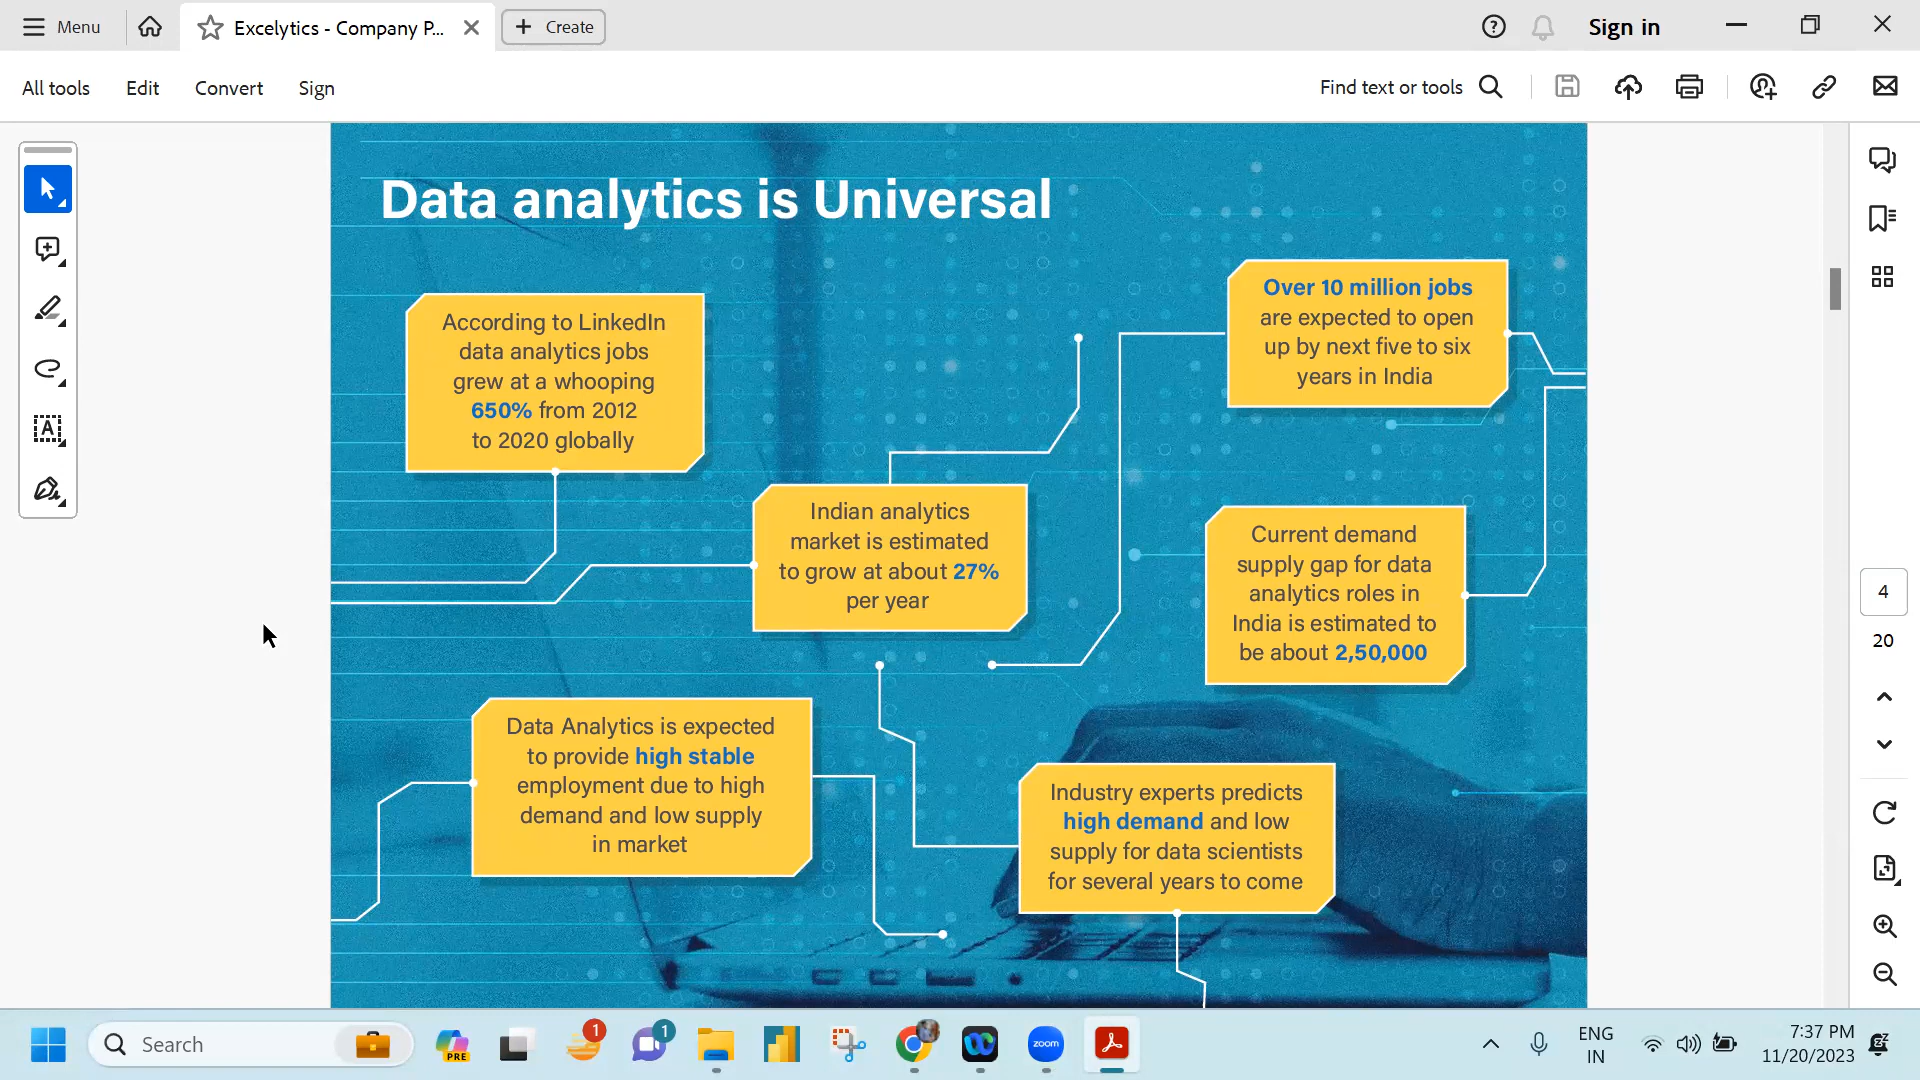 Menu
Excelytics - Company P...
Create
Sign in
All tools
Edit
Convert
Sign
Find text or tools
Data analytics is Universal
According to LinkedIn
data analytics jobs
grew at a whooping
650% from 2012
to 2020 globally
Over 10 million jobs
are expected to open
up by next five to six
years in India
Indian analytics
market is estimated
to grow at about 27%
per year
Current demand
supply gap for data
analytics roles in
India is estimated to
be about 2,50,000
Data Analytics is expected
to provide high stable
employment due to high
demand and low supply
in market
Industry experts predicts
high demand and low
supply for data scientists
for several years to come
4
20
Search
PRE
1
1
zoom
ENG
IN
7:37 PM
11/20/2023